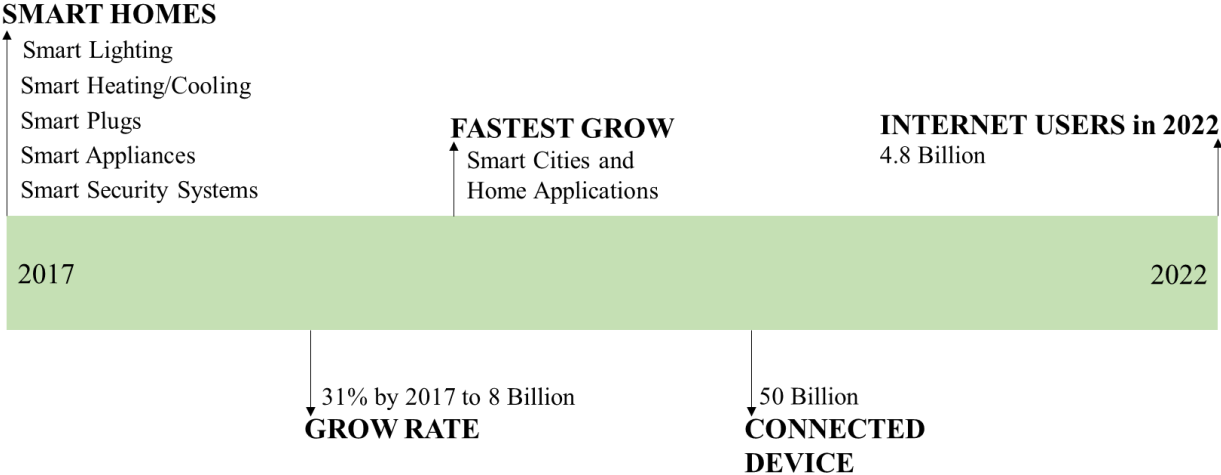 SMART HOMES
Smart Lighting
Smart Heating/Cooling
Smart Plugs
Smart Appliances
Smart Security Systems
FASTEST GROW
Smart Cities and
Home Applications
INTERNET USERS in 2022
4.8 Billion
2017
2022
31% by 2017 to 8 Billion
GROW RATE
50 Billion
CONNECTED
DEVICE